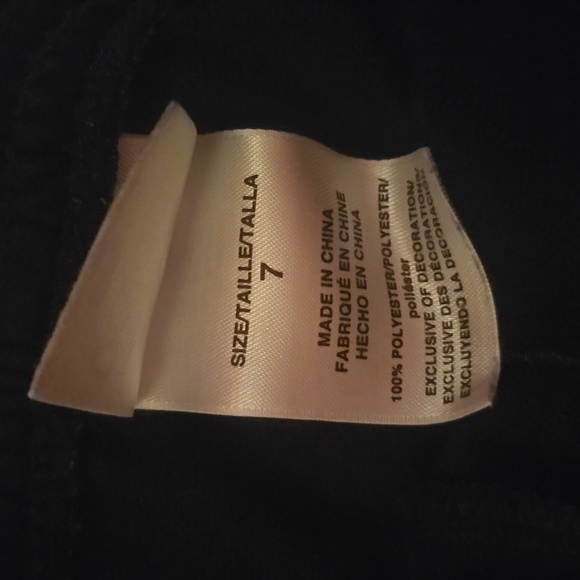 SIZE/TAILLE/TALLA
7
MADE IN CHINA
FABRIQUÉ EN CHINE
HECHO EN CHINA
100% POLYESTER/POLYESTER/
poliéster
EXCLUSIVE OF DECORATION/
EXCLUSIVE DES DÉCORATIONS/
EXCLUYENDO LA DECORACIÓN